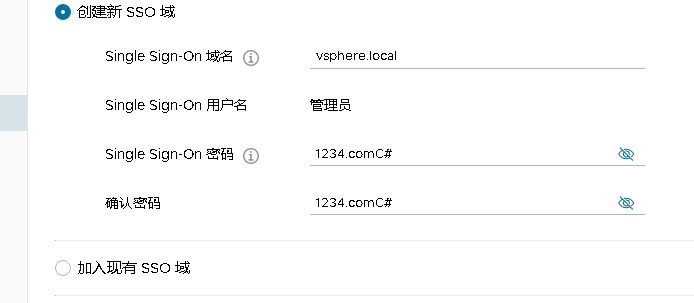 创建新 SSO 域
Single Sign-On 域名
vsphere.local
Single Sign-On 用户名
管理员
Single Sign-On 密码
1234.comC#
确认密码
1234.comC#
加入现有 SSO 域